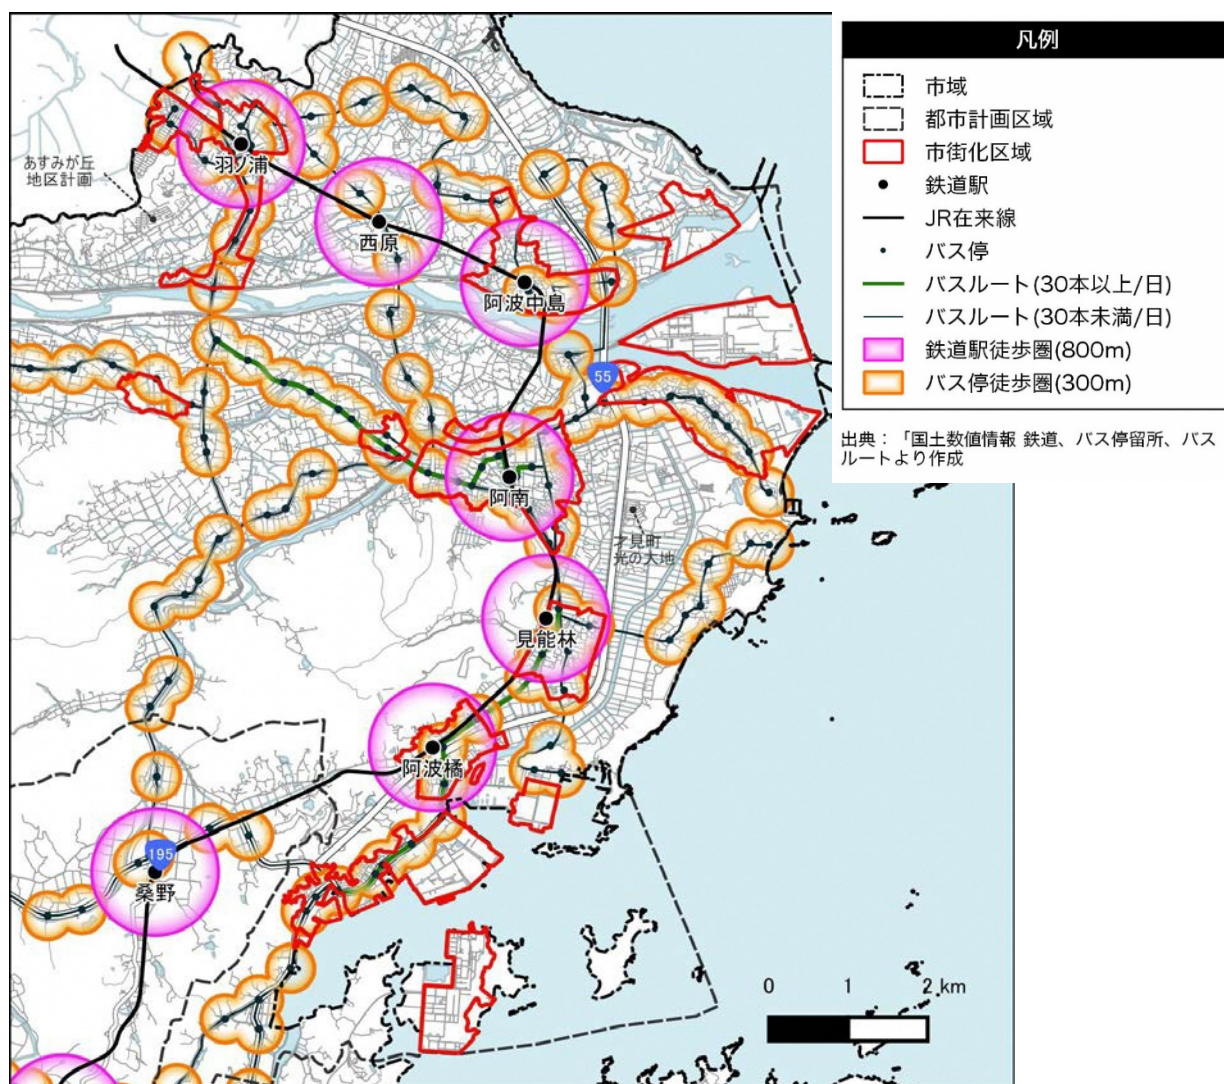 凡例
市域
都市計画区域
市街化区域
鉄道駅
JR在来線
バス停
バスルート(30本以上/日)
バスルート(30本未満/日)
鉄道駅徒歩圏(800m)
バス停徒歩圏(300m)
出典：「国土数値情報 鉄道、バス停留所、バス
ルートより作成
あすみが丘
地区計画
羽ノ浦
西原
阿波中島
55
阿南
才見町
光の大地
見能林
阿波橘
195
桑野
0 1 2 km